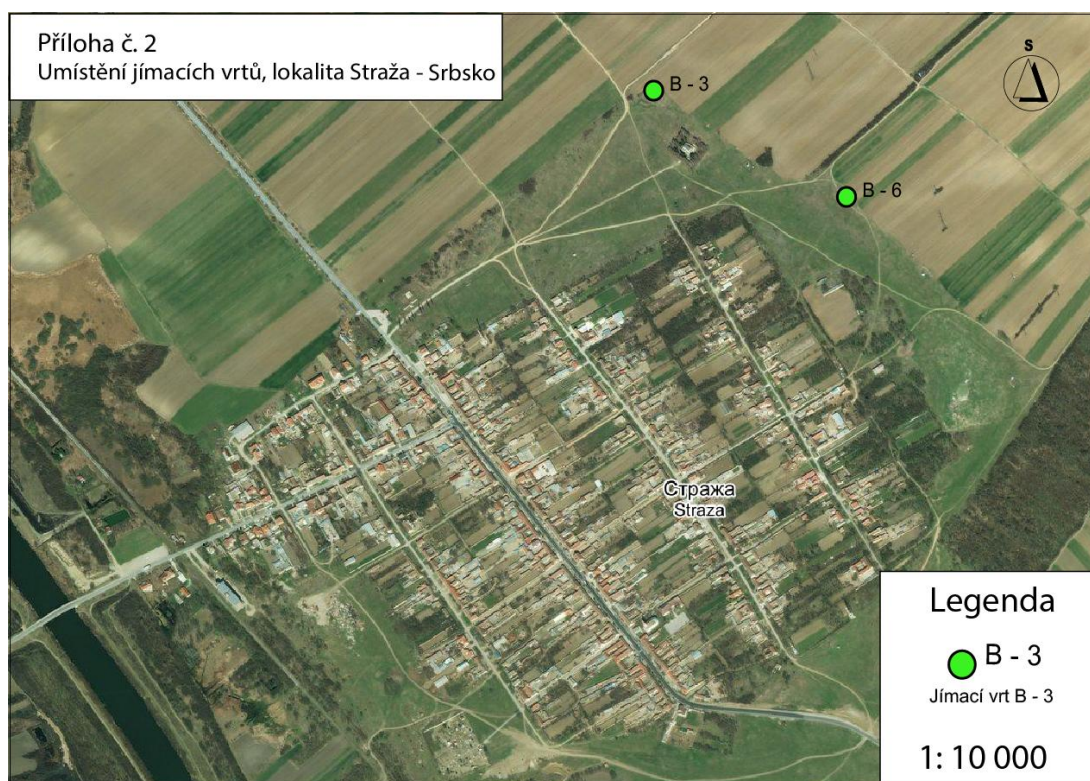 Příloha č. 2
Umístění jímacích vrtů, lokalita Straža - Srbsko
S
B - 3
B - 6
Стража
Straza
Legenda
B - 3
Jímací vrt B - 3
1: 10 000